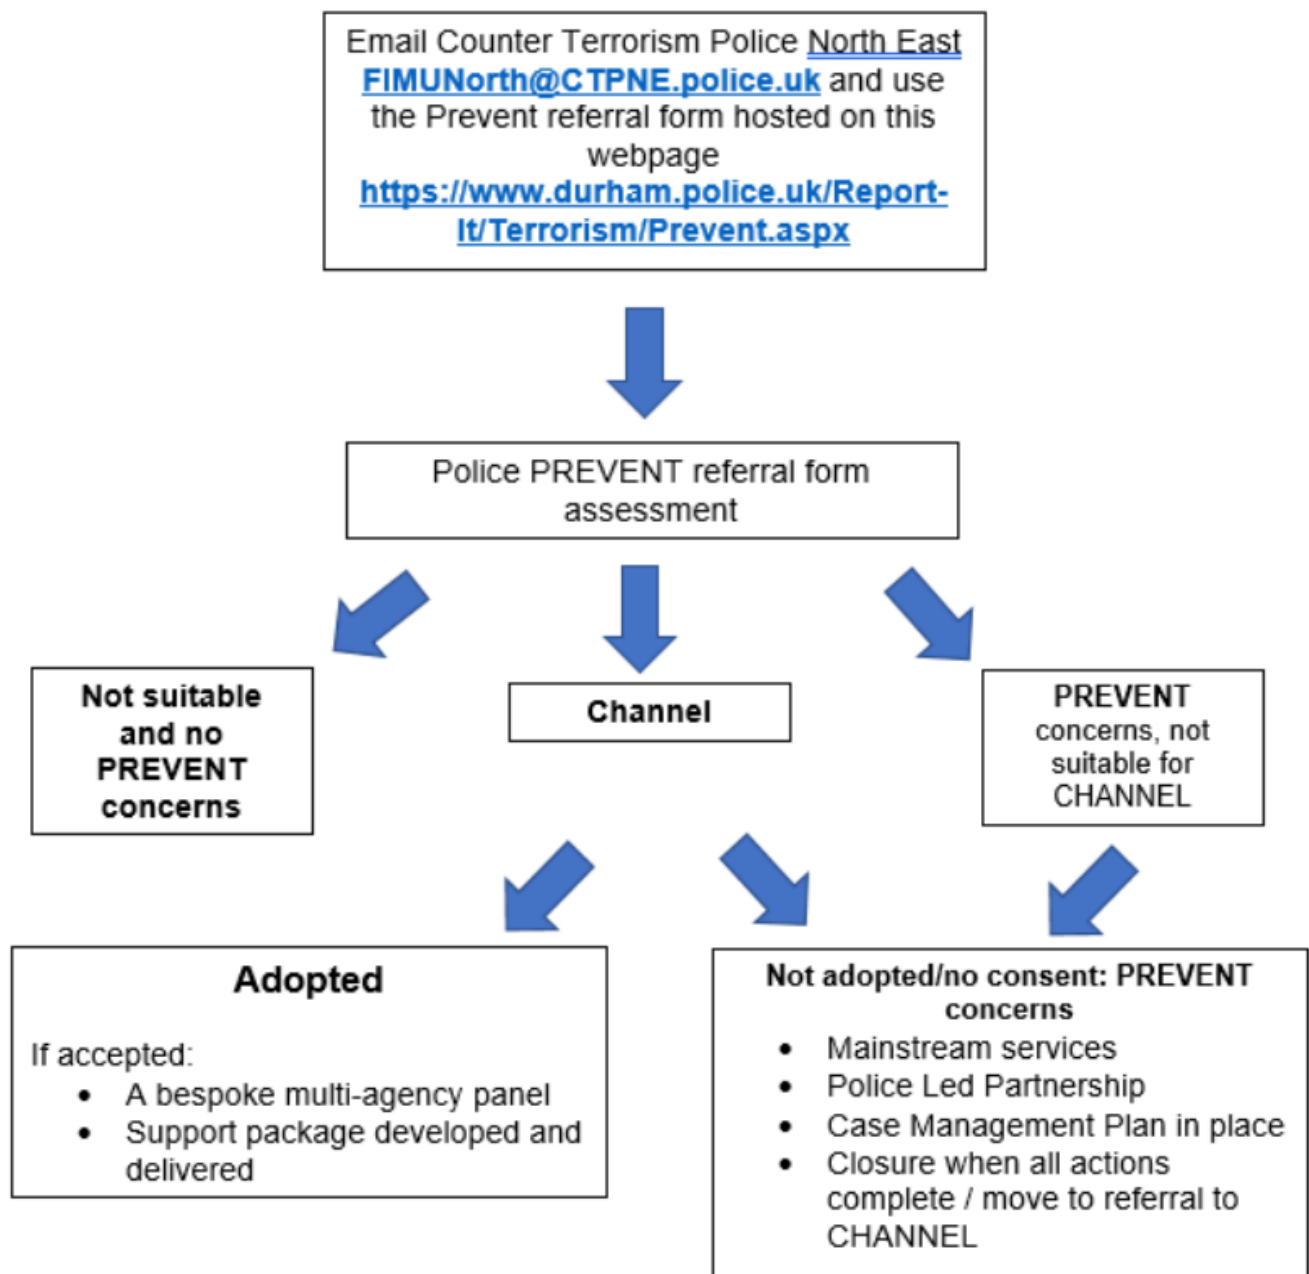 Email Counter Terrorism Police North East
FIMUNorth@CTPNE.police.uk and use
the Prevent referral form hosted on this
webpage
https://www.durham.police.uk/Report-
It/Terrorism/Prevent.aspx
Police PREVENT referral form
assessment
Not suitable
and no
PREVENT
concerns
Channel
PREVENT
concerns, not
suitable for
CHANNEL
Adopted
If accepted:
• A bespoke multi-agency panel
• Support package developed and
delivered
Not adopted/no consent: PREVENT
concerns
• Mainstream services
• Police Led Partnership
• Case Management Plan in place
• Closure when all actions
complete / move to referral to
CHANNEL